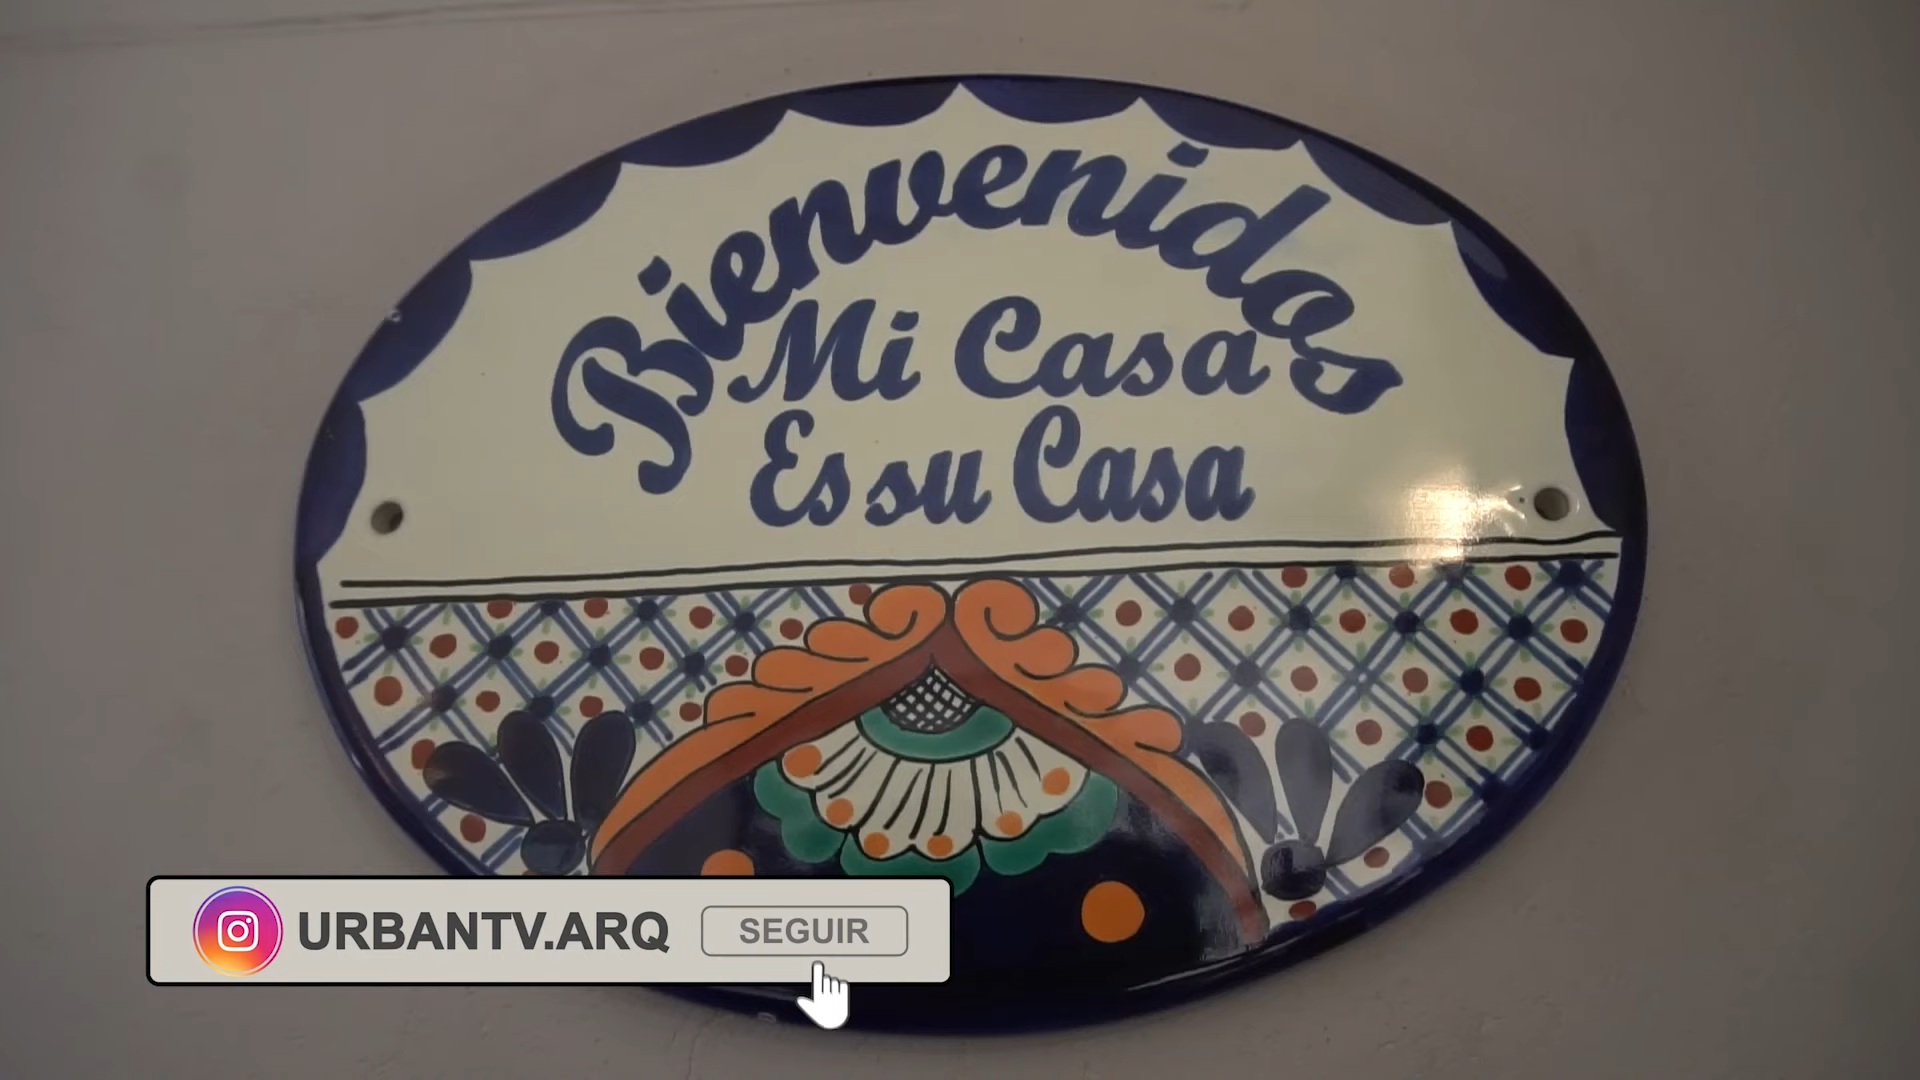 Bienvenidos
Mi Casa
Es su Casa
URBANTV.ARQ
SEGUIR